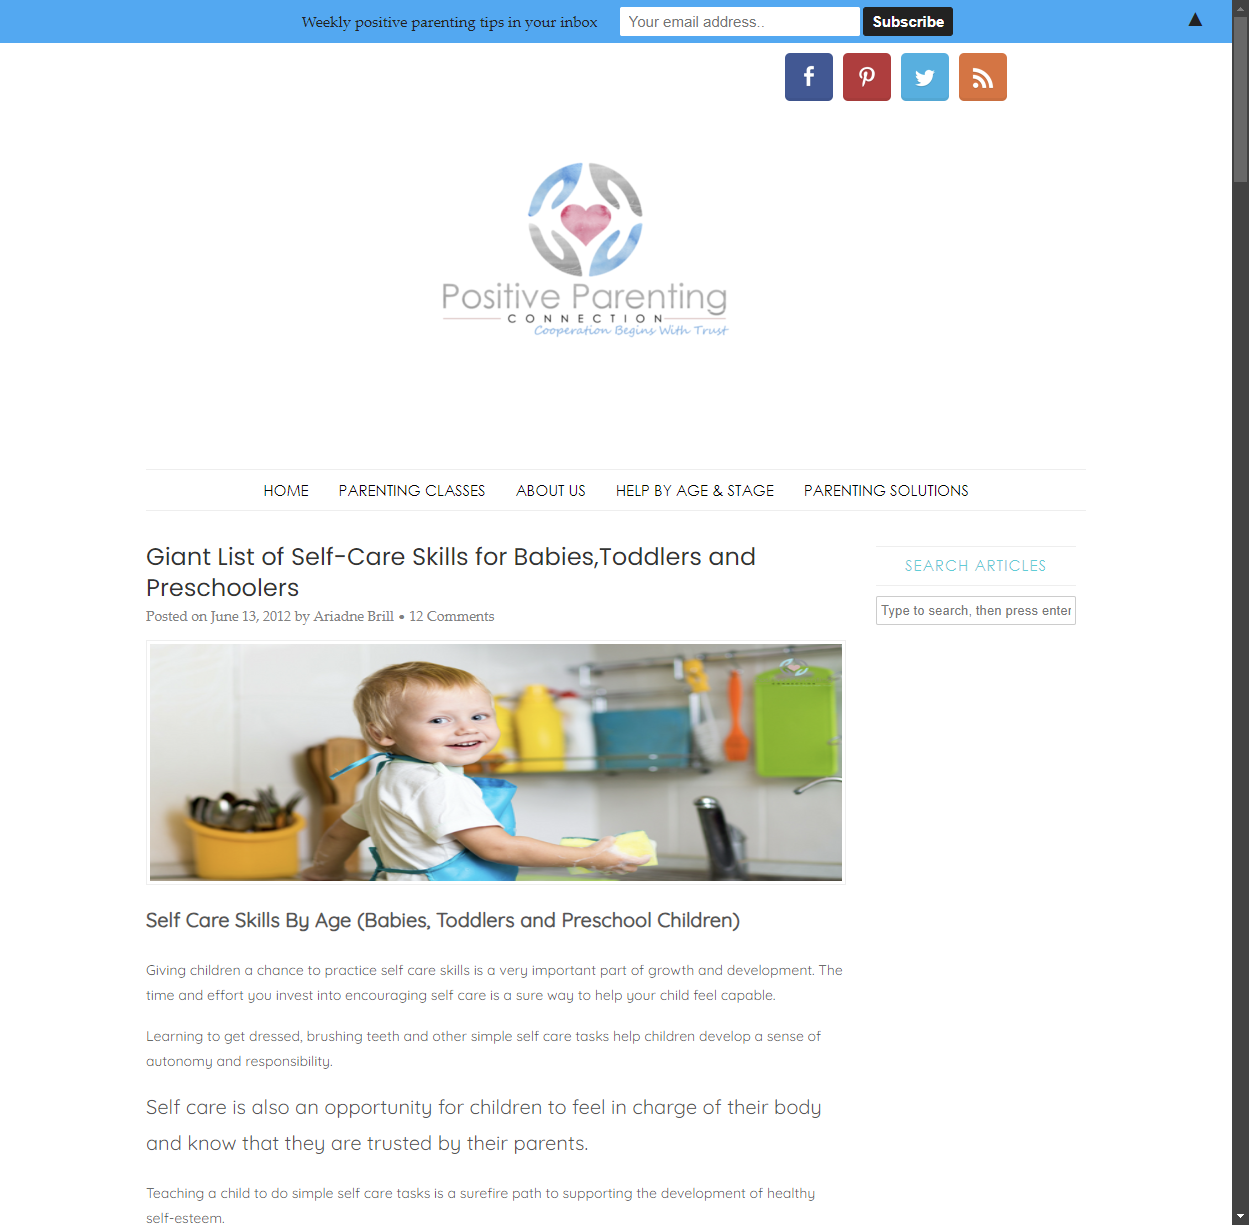 Weekly positive parenting tips in your inbox
Your email address..
Subscribe
▲
Positive Parenting
CONNECTION
Cooperation Begins With Trust
HOME PARENTING CLASSES ABOUT US HELP BY AGE & STAGE PARENTING SOLUTIONS
Giant List of Self-Care Skills for Babies,Toddlers and
Preschoolers
Posted on June 13, 2012 by Ariadne Brill • 12 Comments
SEARCH ARTICLES
Type to search, then press enter
Self Care Skills By Age (Babies, Toddlers and Preschool Children)
Giving children a chance to practice self care skills is a very important part of growth and development. The
time and effort you invest into encouraging self care is a sure way to help your child feel capable.
Learning to get dressed, brushing teeth and other simple self care tasks help children develop a sense of
autonomy and responsibility.
Self care is also an opportunity for children to feel in charge of their body
and know that they are trusted by their parents.
Teaching a child to do simple self care tasks is a surefire path to supporting the development of healthy
self-esteem.